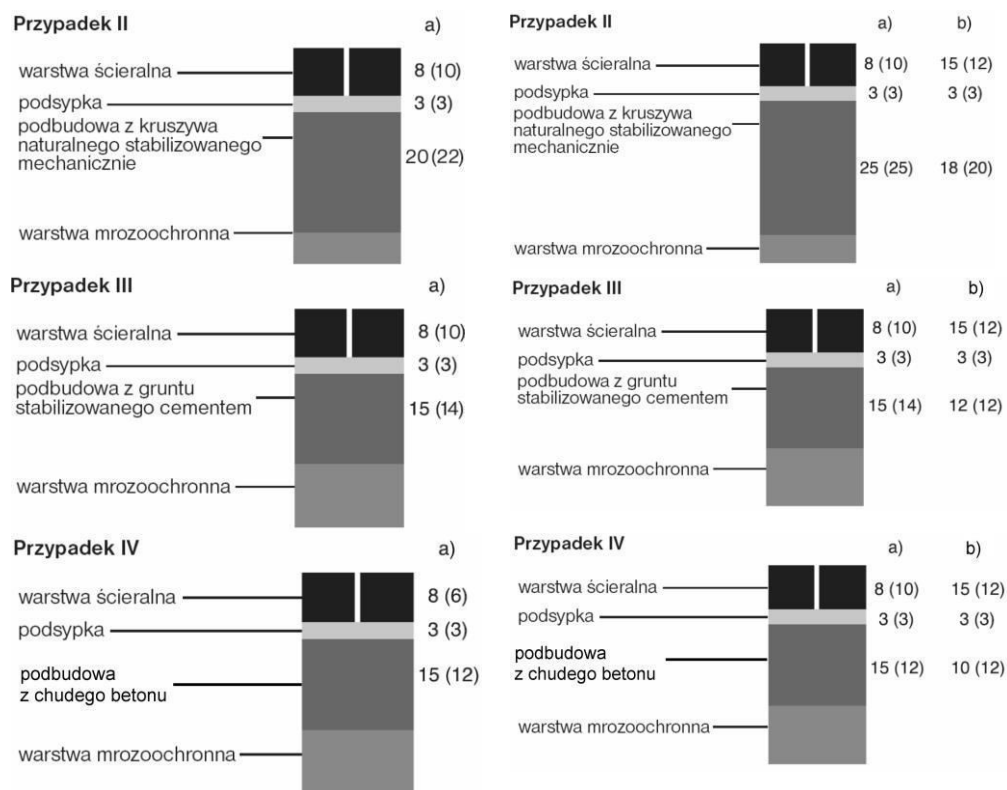 Przypadek II a)
warstwa ścieralna 8 (10)
podsypka 3 (3)
podbudowa z kruszywa
naturalnego stabilizowanego
mechanicznie
20 (22)
warstwa mrozoochronna
Przypadek III a)
warstwa ścieralna 8 (10)
podsypka 3 (3)
podbudowa z gruntu
stabilizowanego cementem
15 (14)
warstwa mrozoochronna
Przypadek IV a)
warstwa ścieralna 8 (6)
podsypka 3 (3)
podbudowa 15 (12)
z chudego betonu
warstwa mrozoochronna
Przypadek II a) b)
warstwa ścieralna 8 (10) 15 (12)
podsypka 3 (3) 3 (3)
podbudowa z kruszywa
naturalnego stabilizowanego
mechanicznie
25 (25) 18 (20)
warstwa mrozoochronna
Przypadek III a) b)
warstwa ścieralna 8 (10) 15 (12)
podsypka 3 (3) 3 (3)
podbudowa z gruntu
stabilizowanego cementem
15 (14) 12 (12)
warstwa mrozoochronna
Przypadek IV a) b)
warstwa ścieralna 8 (10) 15 (12)
podsypka 3 (3) 3 (3)
podbudowa
z chudego betonu 15 (12) 10 (12)
warstwa mrozoochronna